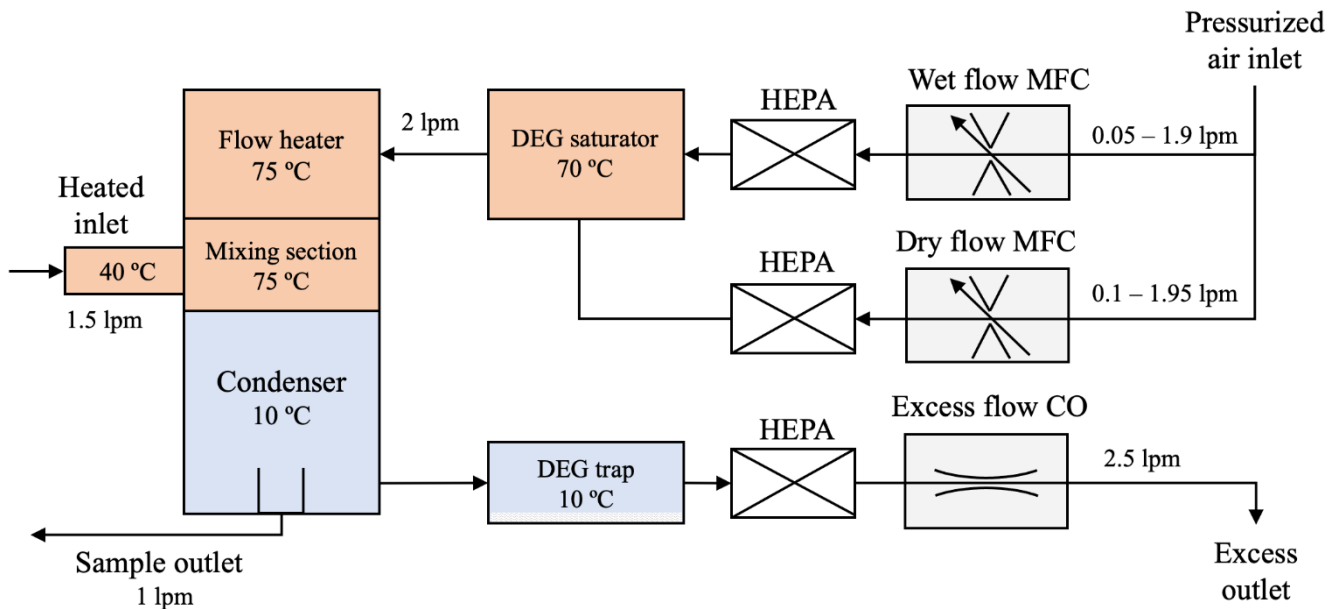 Pressurized
air inlet
Wet flow MFC
HEPA
0.05 – 1.9 lpm
2 lpm
DEG saturator
70 ºC
Flow heater
75 ºC
Heated
inlet
40 ºC
1.5 lpm
Mixing section
75 ºC
Dry flow MFC
HEPA
0.1 – 1.95 lpm
Condenser
10 ºC
Excess flow CO
HEPA
2.5 lpm
DEG trap
10 ºC
Sample outlet
1 lpm
Excess
outlet